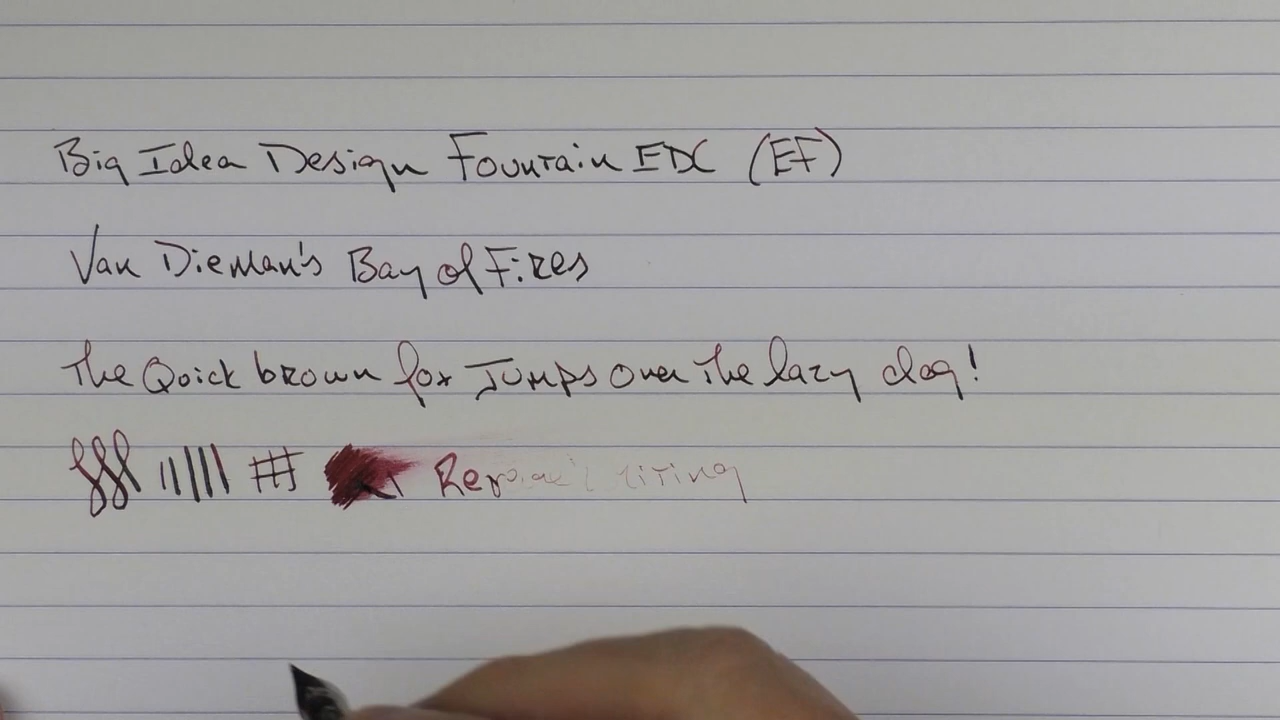 Big Idea Design Fountain EDC (EF)
Van Dieman's Bay of Fires
The Quick brown fox Jumps over The lazy dog!
writing